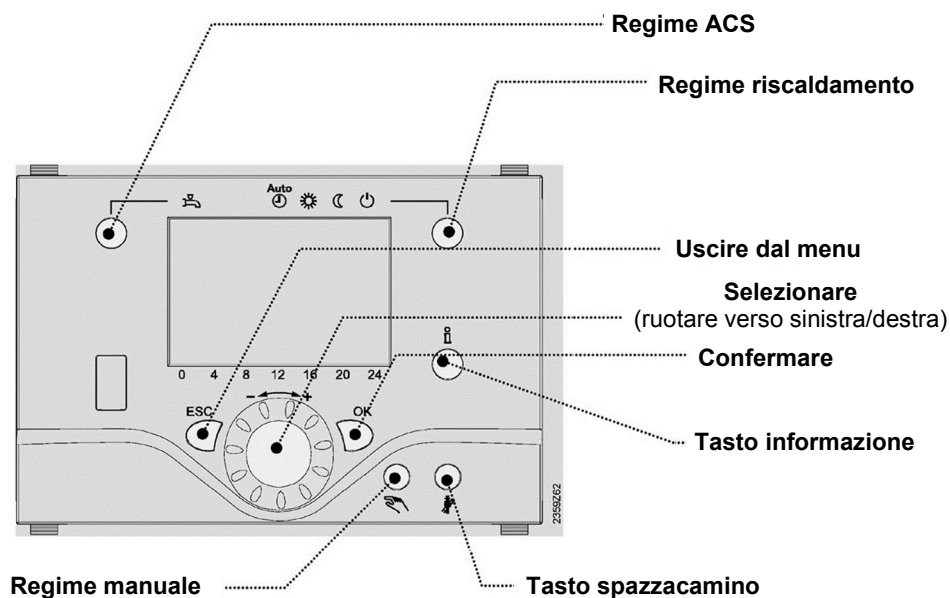 Regime ACS
Regime riscaldamento
Auto
Uscire dal menu
Selezionare
(ruotare verso sinistra/destra)
i
Confermare
0 4 8 12 16 20 24
- +
ESC
OK
Tasto informazione
2359Z62
Regime manuale
Tasto spazzacamino